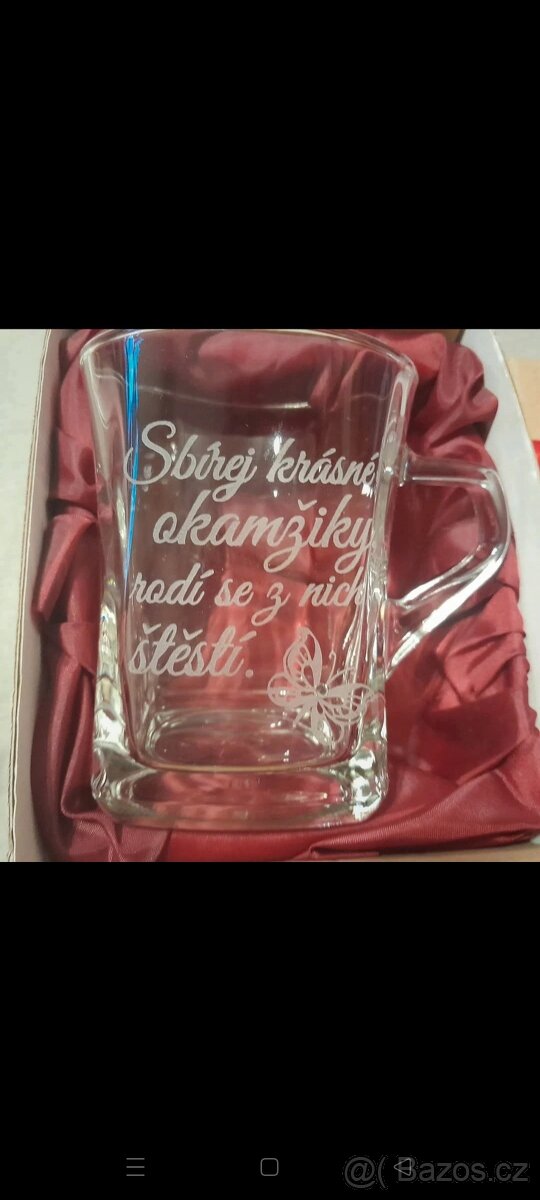 Sbírej krásné
okamžiky
rodí se z nich
štěstí.
@( Bazos.cz